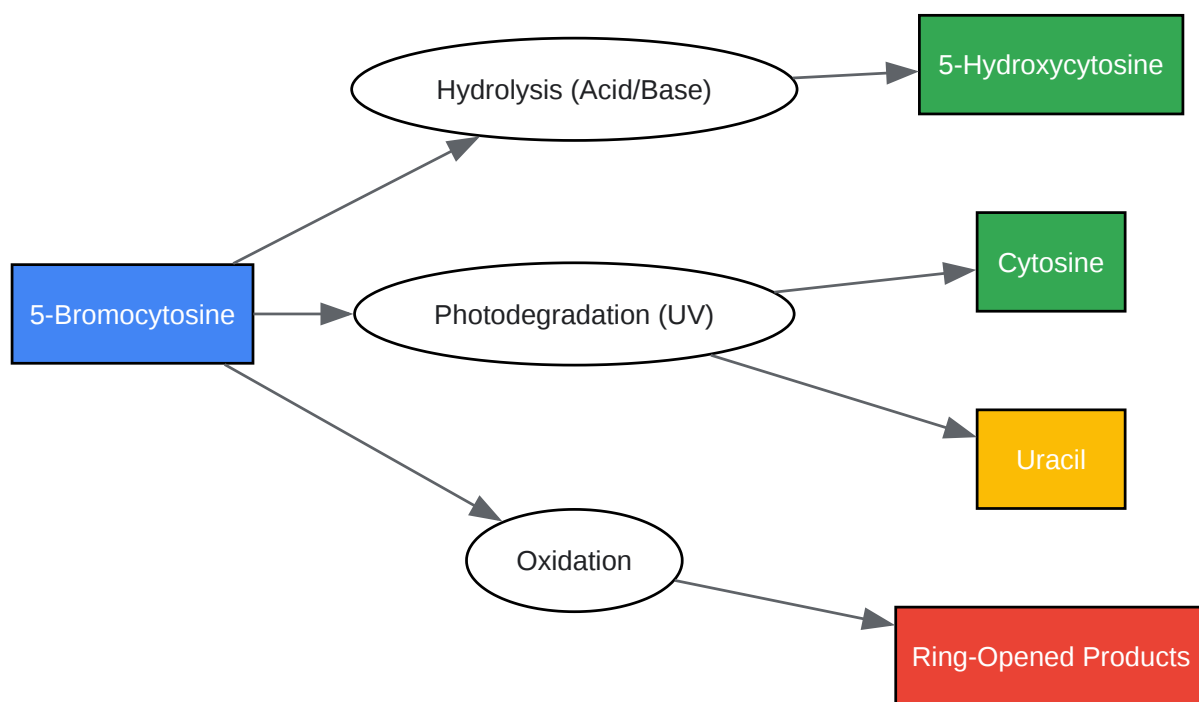 5-Hydroxycytosine
Hydrolysis (Acid/Base)
Cytosine
5-Bromocytosine
Photodegradation (UV)
Uracil
Oxidation
Ring-Opened Products